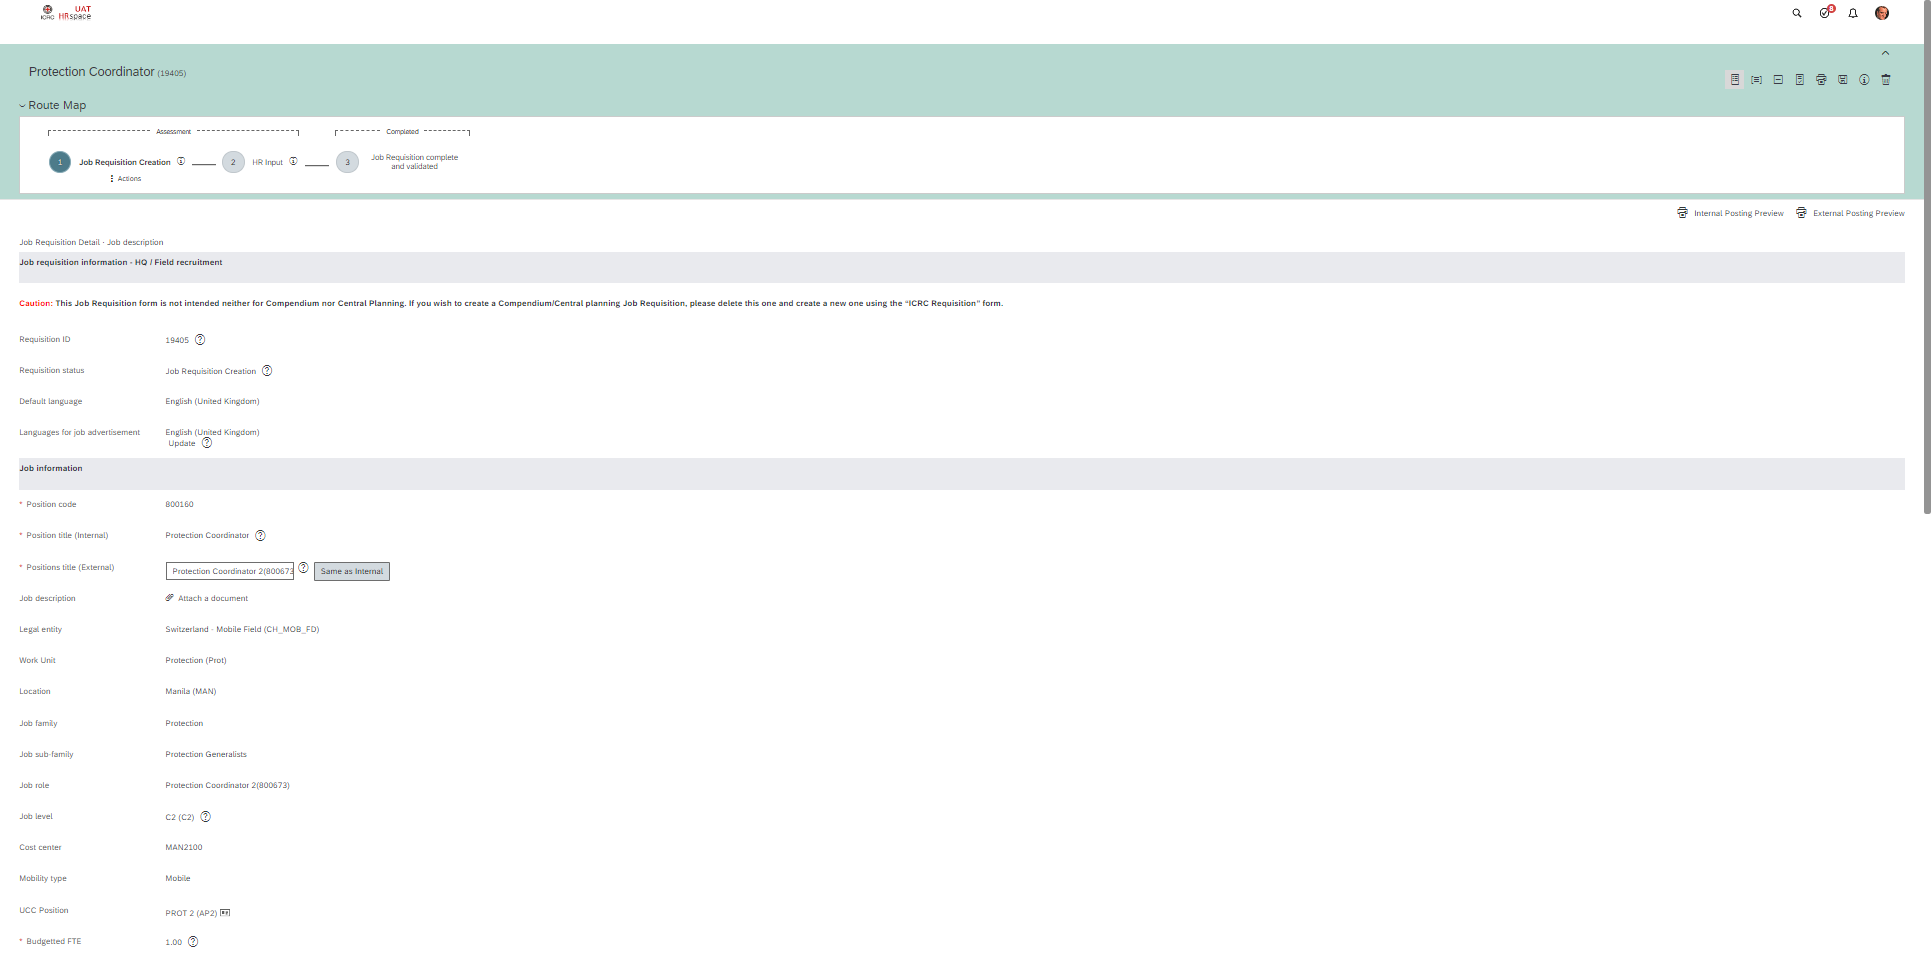 ICRC UAT HRspace
8
Protection Coordinator (19405)
Route Map
Assessment
Completed
1 Job Requisition Creation 2 HR Input 3 Job Requisition complete and validated
Actions
Internal Posting Preview External Posting Preview
Job Requisition Detail - Job description
Job requisition information - HQ / Field recruitment
Caution: This Job Requisition form is not intended neither for Compendium nor Central Planning. If you wish to create a Compendium/Central planning Job Requisition, please delete this one and create a new one using the "ICRC Requisition" form.
Requisition ID 19405 ?
Requisition status Job Requisition Creation ?
Default language English (United Kingdom)
Languages for job advertisement English (United Kingdom)
Update ?
Job information
* Position code 800160
* Position title (Internal) Protection Coordinator ?
* Positions title (External) Protection Coordinator 2(800673 ? Same as Internal
Job description Attach a document
Legal entity Switzerland - Mobile Field (CH_MOB_FD)
Work Unit Protection (Prot)
Location Manila (MAN)
Job family Protection
Job sub-family Protection Generalists
Job role Protection Coordinator 2(800673)
Job level C2 (C2) ?
Cost center MAN2100
Mobility type Mobile
UCC Position PROT 2 (AP2)
* Budgetted FTE 1.00 ?